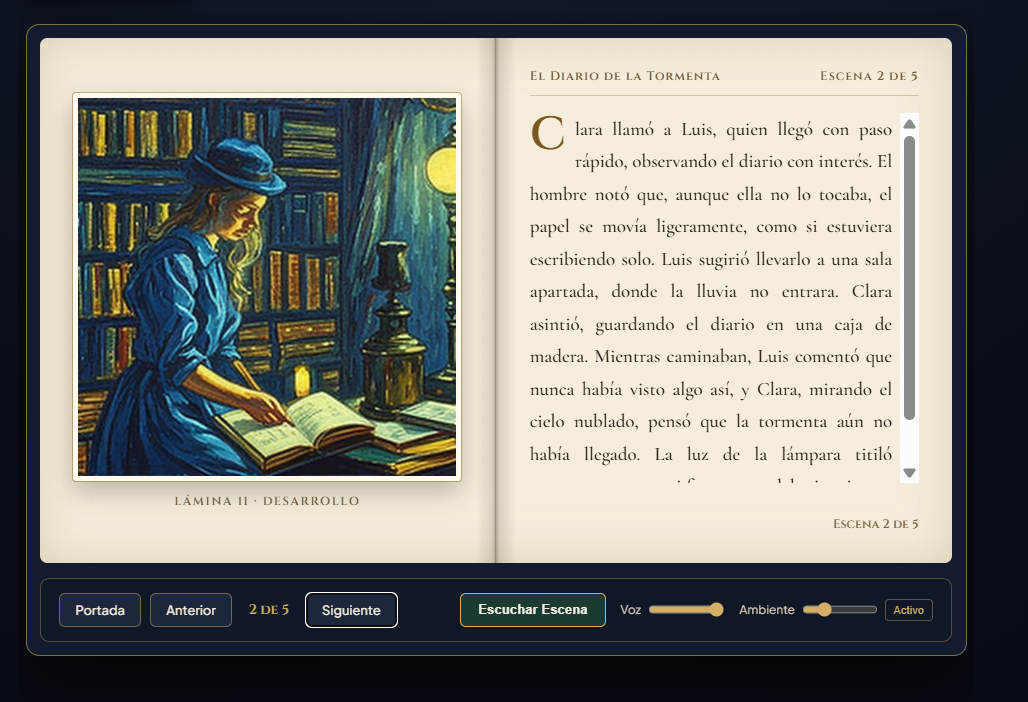 El Diario de la Tormenta
Escena 2 de 5
Clara llamó a Luis, quien llegó con paso
rápido, observando el diario con interés. El
hombre notó que, aunque ella no lo tocaba, el
papel se movía ligeramente, como si estuviera
escribiendo solo. Luis sugirió llevarlo a una sala
apartada, donde la lluvia no entrara. Clara
asintió, guardando el diario en una caja de
madera. Mientras caminaban, Luis comentó que
nunca había visto algo así, y Clara, mirando el
cielo nublado, pensó que la tormenta aún no
había llegado. La luz de la lámpara titiló
LÁMINA II · DESARROLLO
Escena 2 de 5
Portada
Anterior
2 DE 5
Siguiente
Escuchar Escena
Voz
Ambiente
Activo